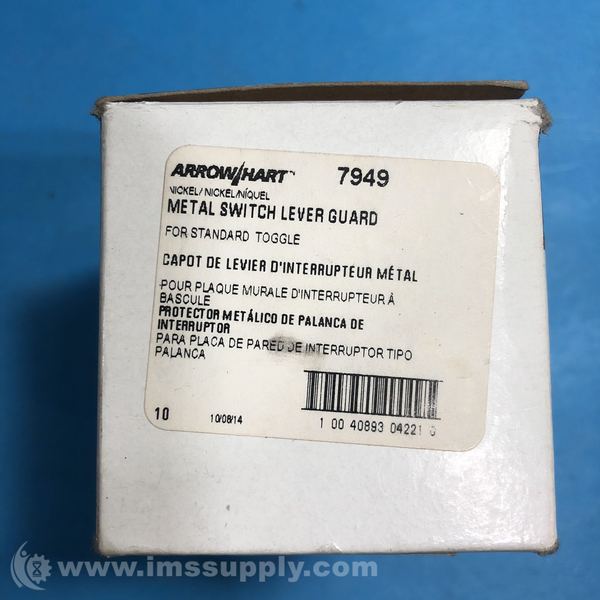 ARROW/HART™ 7949
NICKEL/ NICKEL/NÍQUEL
METAL SWITCH LEVER GUARD
FOR STANDARD TOGGLE
CAPOT DE LEVIER D'INTERRUPTEUR MÉTAL
POUR PLAQUE MURALE D'INTERRUPTEUR À
BASCULE
PROTECTOR METÁLICO DE PALANCA DE
INTERRUPTOR
PARA PLACA DE PARED DE INTERRUPTOR TIPO
PALANCA
10 10/08/14
1 00 40893 04221
www.imssupply.com